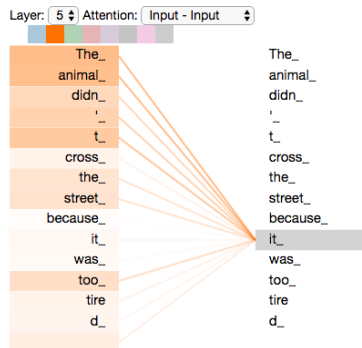 Layer: 5 Attention: Input - Input
The_ The_
animal_ animal_
didn_ didn_
'_ '_
t_ t_
cross_ cross_
the_ the_
street_ street_
because_ because_
it_ it_
was_ was_
too_ too_
tire tire
d_ d_